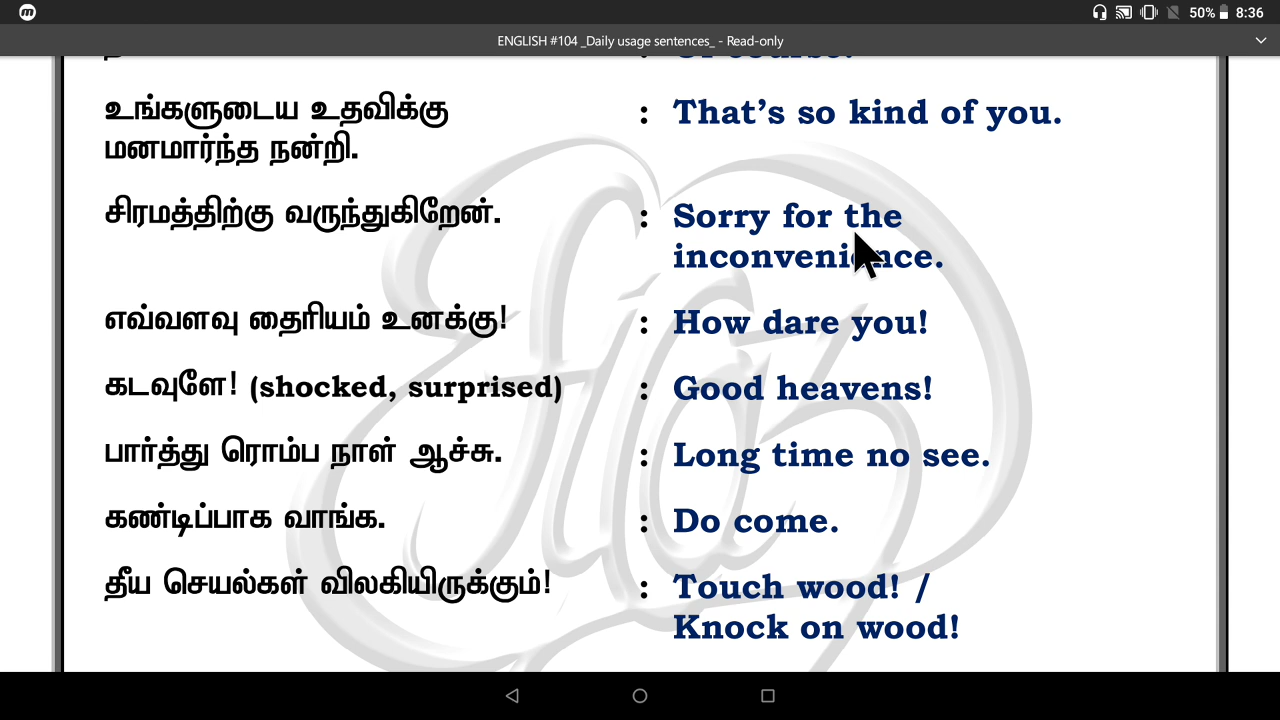 50% 8:36
ENGLISH #104 _Daily usage sentences_ - Read-only
: Of course!
உங்களுடைய உதவிக்கு : That's so kind of you.
மனமார்ந்த நன்றி.
சிரமத்திற்கு வருந்துகிறேன். : Sorry for the
inconvenience.
எவ்வளவு தைரியம் உனக்கு! : How dare you!
கடவுளே! (shocked, surprised) : Good heavens!
பார்த்து ரொம்ப நாள் ஆச்சு. : Long time no see.
கண்டிப்பாக வாங்க. : Do come.
தீய செயல்கள் விலகியிருக்கும்! : Touch wood! /
Knock on wood!